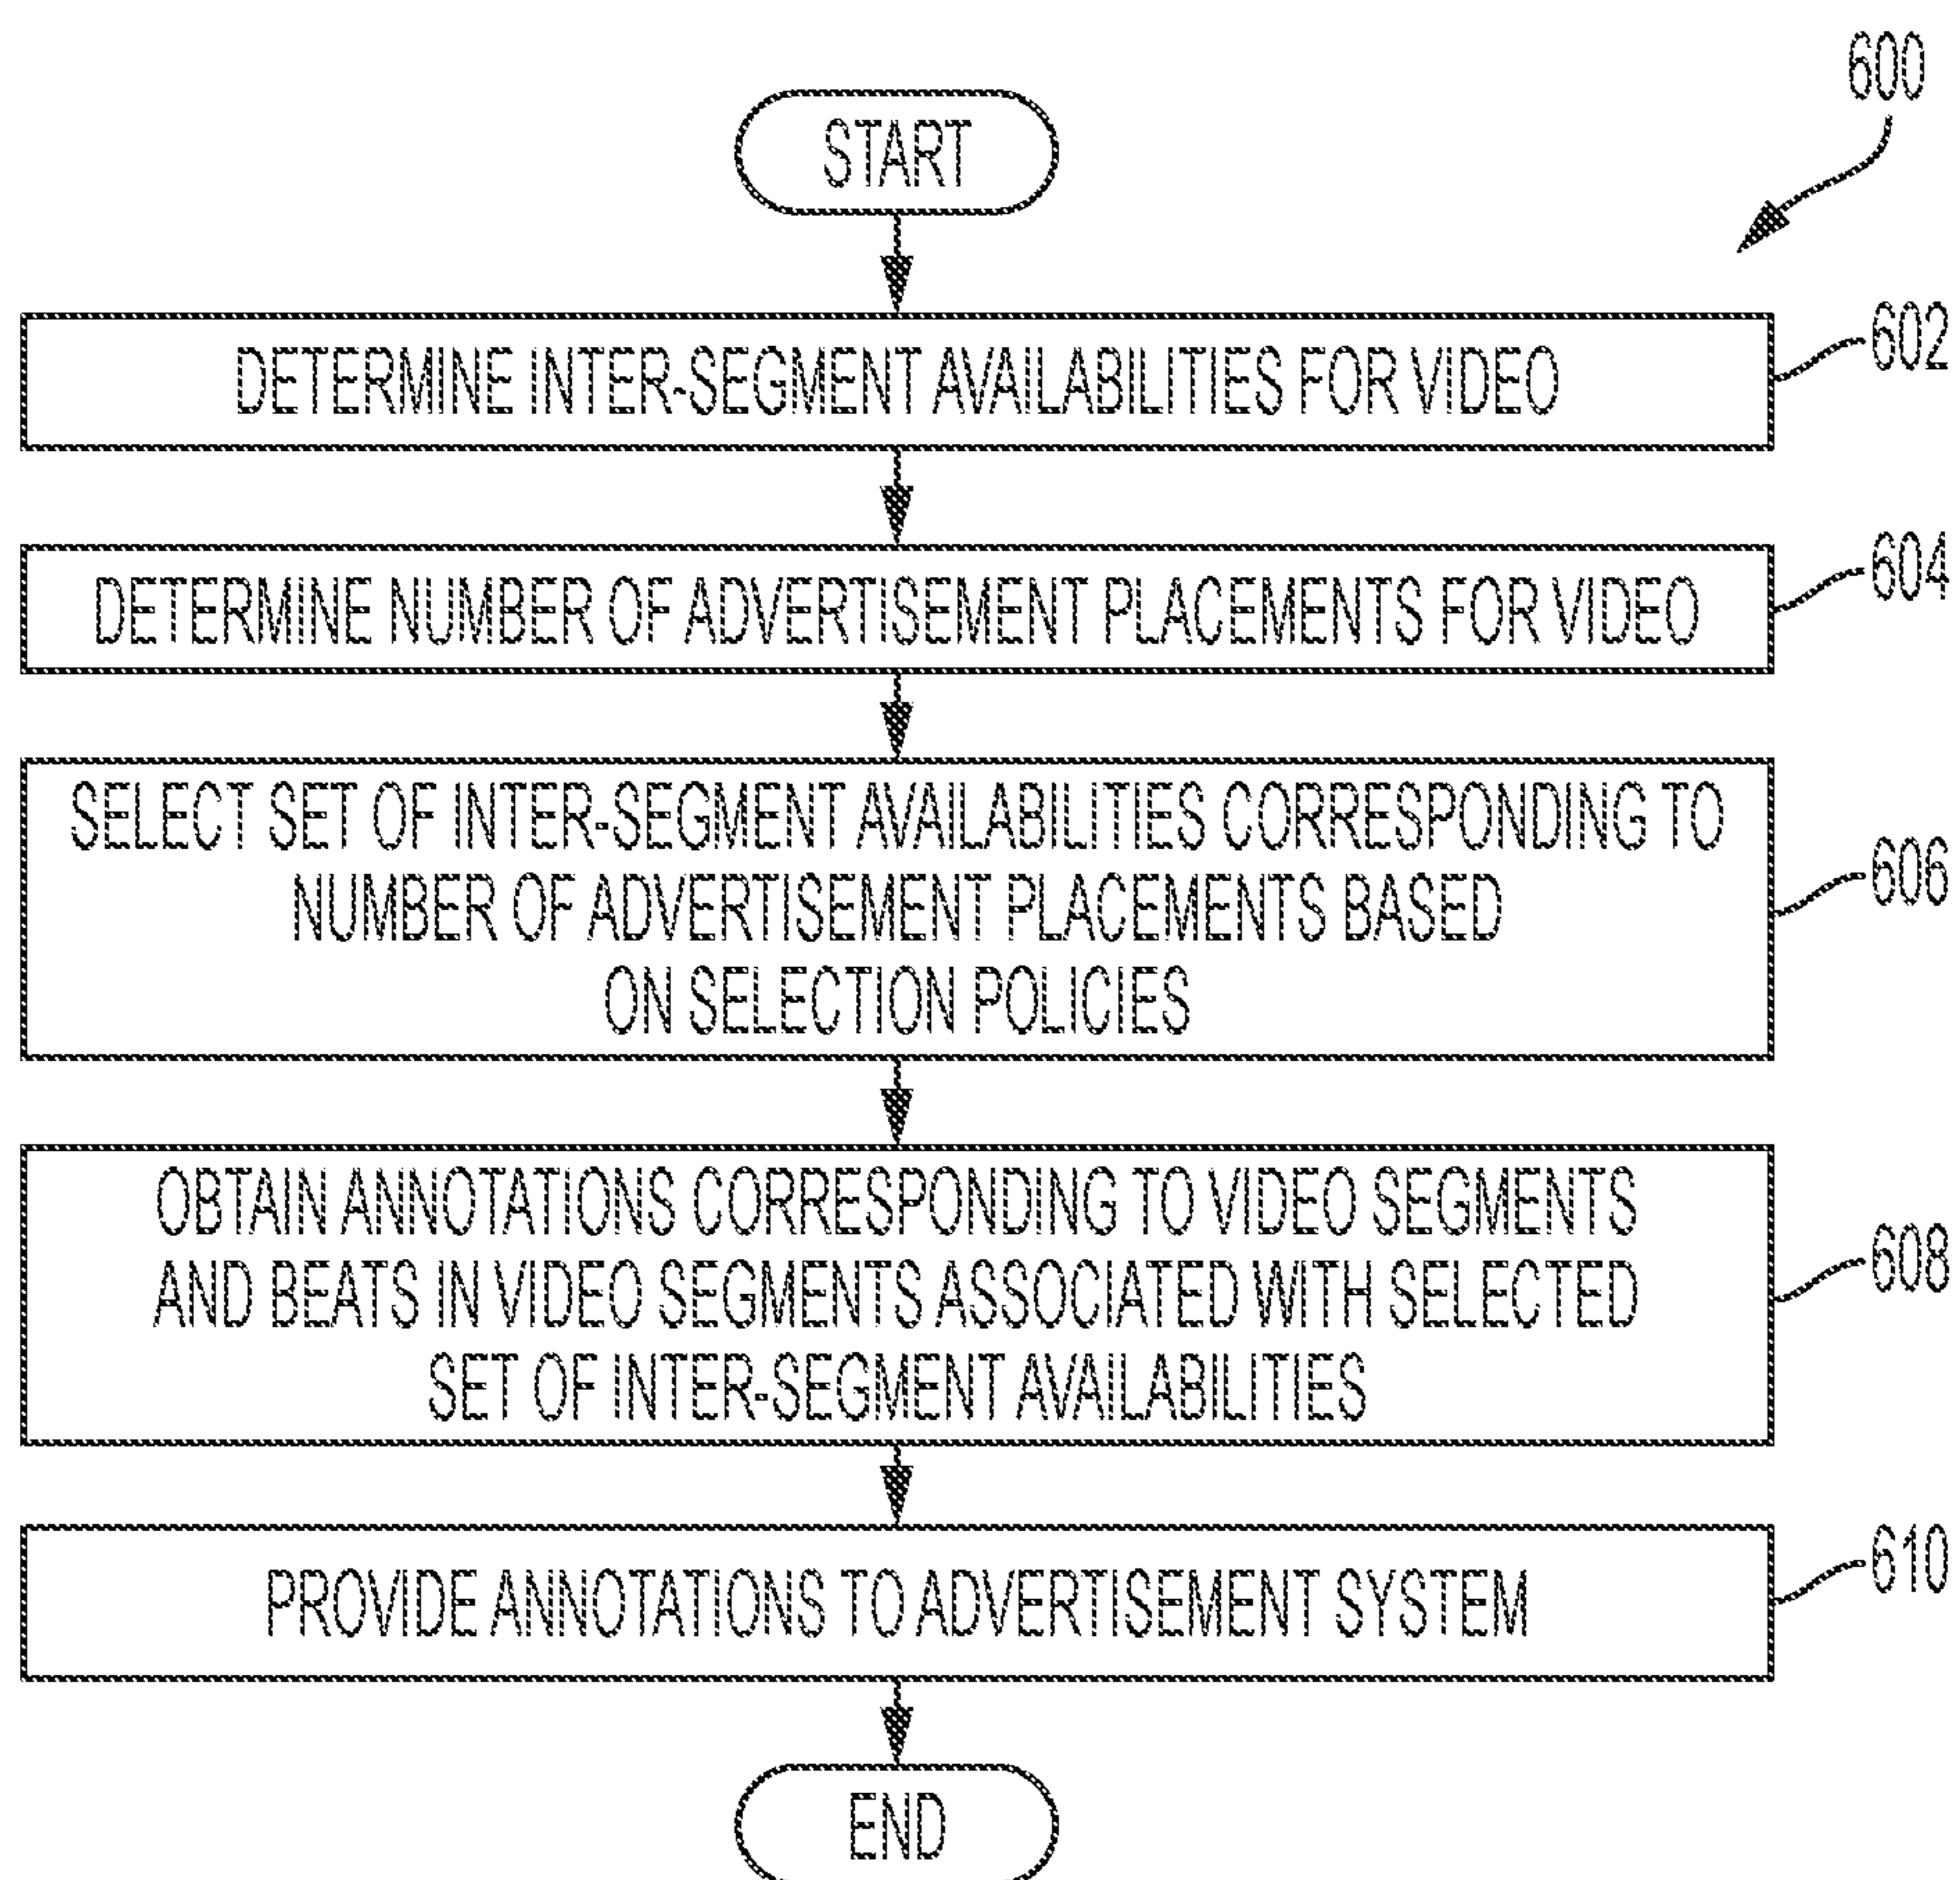 600
START
DETERMINE INTER-SEGMENT AVAILABILITIES FOR VIDEO
602
DETERMINE NUMBER OF ADVERTISEMENT PLACEMENTS FOR VIDEO
604
SELECT SET OF INTER-SEGMENT AVAILABILITIES CORRESPONDING TO
NUMBER OF ADVERTISEMENT PLACEMENTS BASED
ON SELECTION POLICIES
606
OBTAIN ANNOTATIONS CORRESPONDING TO VIDEO SEGMENTS
AND BEATS IN VIDEO SEGMENTS ASSOCIATED WITH SELECTED
SET OF INTER-SEGMENT AVAILABILITIES
608
PROVIDE ANNOTATIONS TO ADVERTISEMENT SYSTEM
610
END